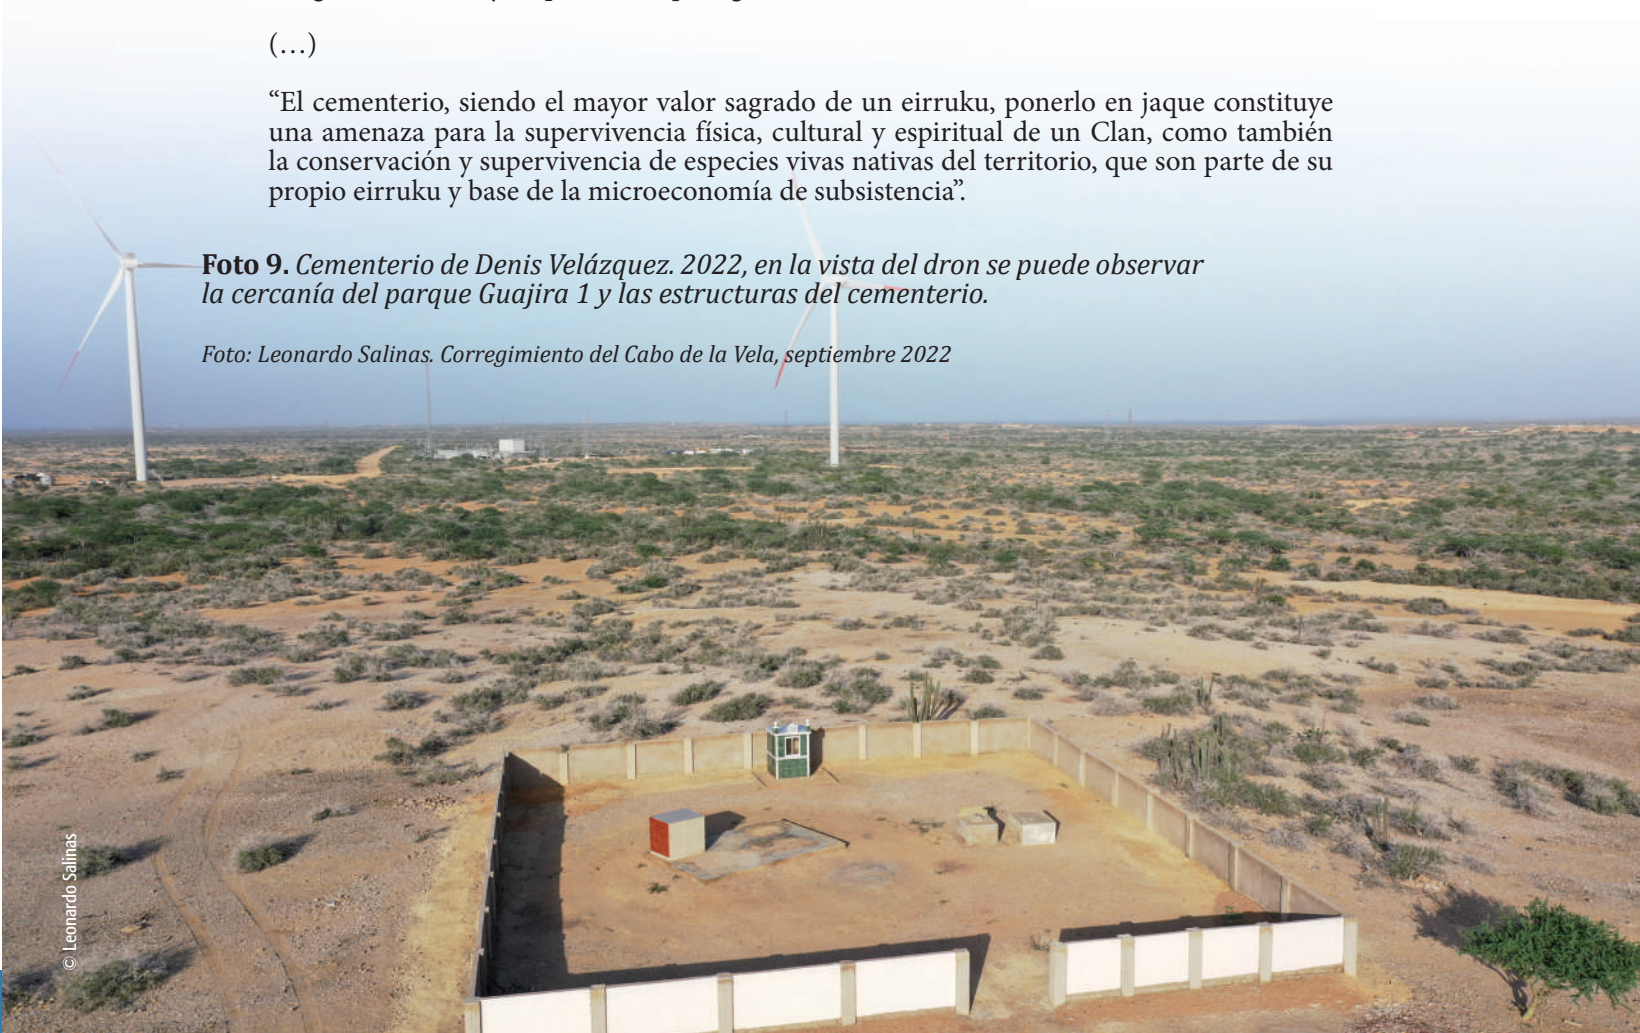 (…)
“El cementerio, siendo el mayor valor sagrado de un eirruku, ponerlo en jaque constituye
una amenaza para la supervivencia física, cultural y espiritual de un Clan, como también
la conservación y supervivencia de especies vivas nativas del territorio, que son parte de su
propio eirruku y base de la microeconomía de subsistencia”.
Foto 9. Cementerio de Denis Velázquez. 2022, en la vista del dron se puede observar
la cercanía del parque Guajira 1 y las estructuras del cementerio.
Foto: Leonardo Salinas. Corregimiento del Cabo de la Vela, septiembre 2022
© Leonardo Salinas